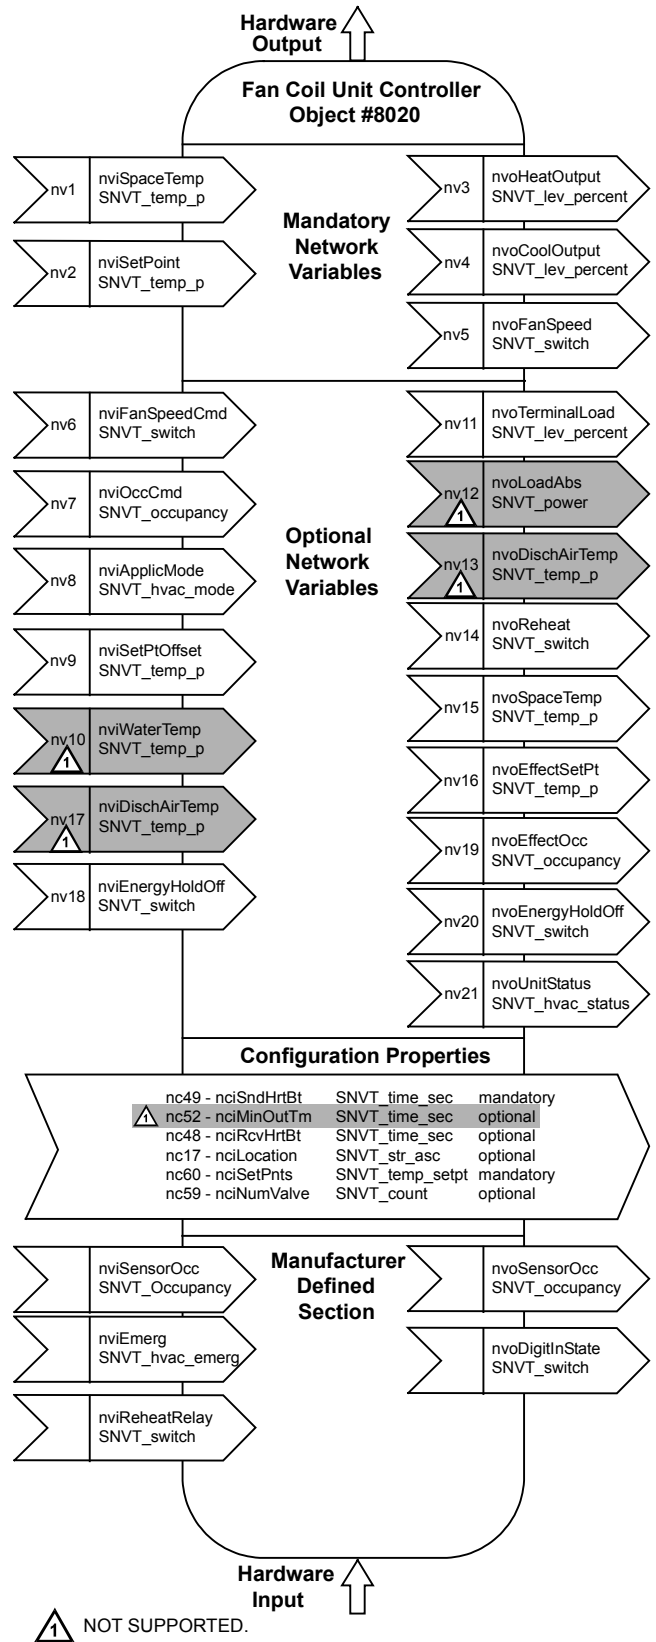 Hardware
Output
Fan Coil Unit Controller
Object #8020
Mandatory
Network
Variables
nv1
nviSpaceTemp
SNVT_temp_p
nv2
nviSetPoint
SNVT_temp_p
nv3
nvoHeatOutput
SNVT_lev_percent
nv4
nvoCoolOutput
SNVT_lev_percent
nv5
nvoFanSpeed
SNVT_switch
Optional
Network
Variables
nv6
nviFanSpeedCmd
SNVT_switch
nv7
nviOccCmd
SNVT_occupancy
nv8
nviApplicMode
SNVT_hvac_mode
nv9
nviSetPtOffset
SNVT_temp_p
nv10
1
nviWaterTemp
SNVT_temp_p
nv17
1
nviDischAirTemp
SNVT_temp_p
nv18
nviEnergyHoldOff
SNVT_switch
nv11
nvoTerminalLoad
SNVT_lev_percent
nv12
1
nvoLoadAbs
SNVT_power
nv13
1
nvoDischAirTemp
SNVT_temp_p
nv14
nvoReheat
SNVT_switch
nv15
nvoSpaceTemp
SNVT_temp_p
nv16
nvoEffectSetPt
SNVT_temp_p
nv19
nvoEffectOcc
SNVT_occupancy
nv20
nvoEnergyHoldOff
SNVT_switch
nv21
nvoUnitStatus
SNVT_hvac_status
Configuration Properties
nc49 - nciSndHrtBt SNVT_time_sec mandatory
1 nc52 - nciMinOutTm SNVT_time_sec optional
nc48 - nciRcvHrtBt SNVT_time_sec optional
nc17 - nciLocation SNVT_str_asc optional
nc60 - nciSetPnts SNVT_temp_setpt mandatory
nc59 - nciNumValve SNVT_count optional
Manufacturer
Defined
Section
nviSensorOcc
SNVT_Occupancy
nviEmerg
SNVT_hvac_emerg
nviReheatRelay
SNVT_switch
nvoSensorOcc
SNVT_occupancy
nvoDigitInState
SNVT_switch
Hardware
Input
1 NOT SUPPORTED.